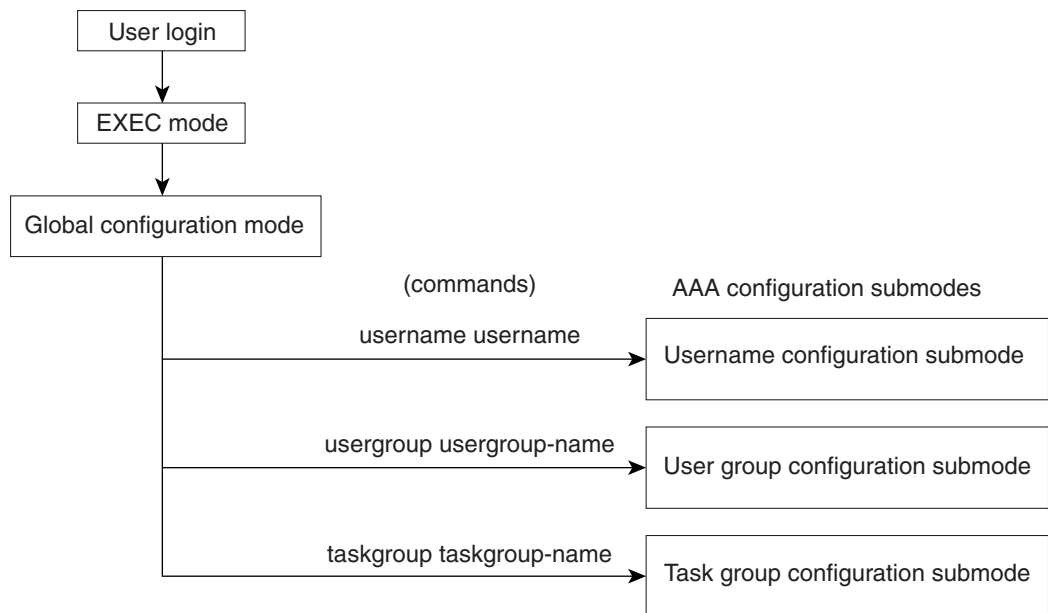 User login
EXEC mode
Global configuration mode
(commands)
AAA configuration submodes
username username
Username configuration submode
usergroup usergroup-name
User group configuration submode
taskgroup taskgroup-name
Task group configuration submode